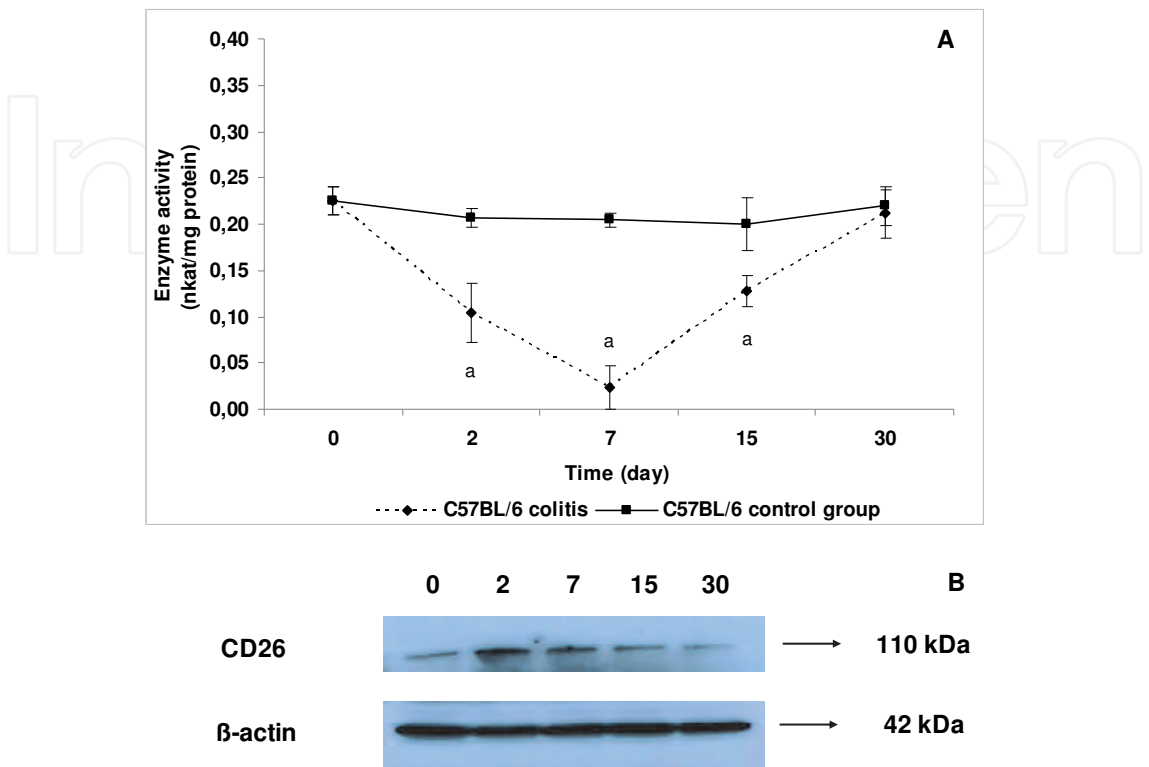 A
0,40
0,35
0,30
0,25
0,20
0,15
0,10
0,05
0,00
Enzyme activity
(nkat/mg protein)
a
a
a
0 2 7 15 30
Time (day)
C57BL/6 colitis C57BL/6 control group
0 2 7 15 30 B
CD26 110 kDa
ß-actin 42 kDa